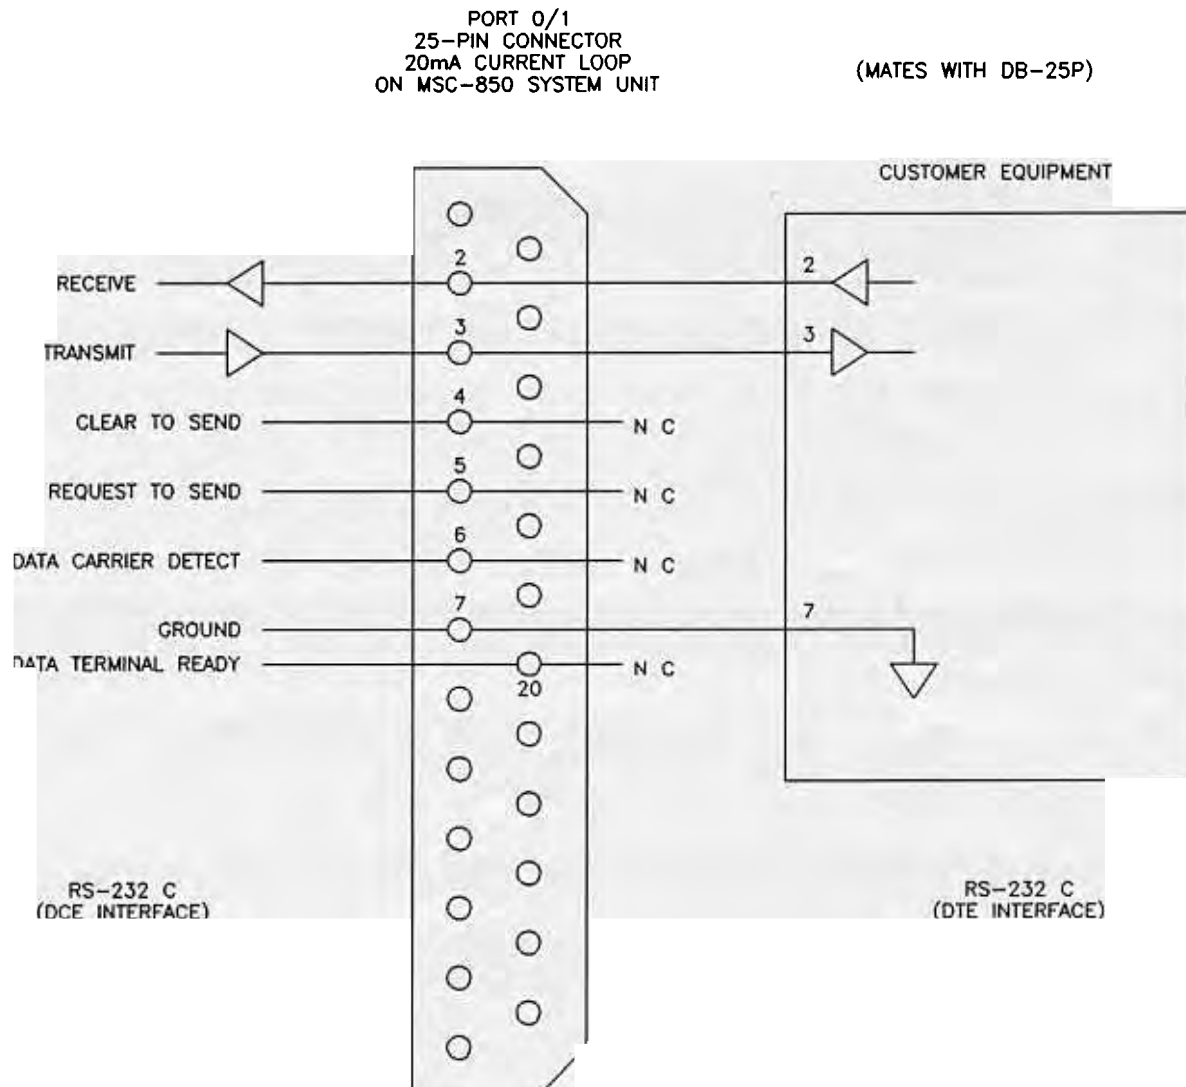 PORT 0/1
25-PIN CONNECTOR
20mA CURRENT LOOP
ON MSC-850 SYSTEM UNIT
(MATES WITH DB-25P)
CUSTOMER EQUIPMENT
RECEIVE 2 2
TRANSMIT 3 3
CLEAR TO SEND 4 N C
REQUEST TO SEND 5 N C
DATA CARRIER DETECT 6 N C
GROUND 7 7
DATA TERMINAL READY N C
20
RS-232 C
(DCE INTERFACE)
RS-232 C
(DTE INTERFACE)